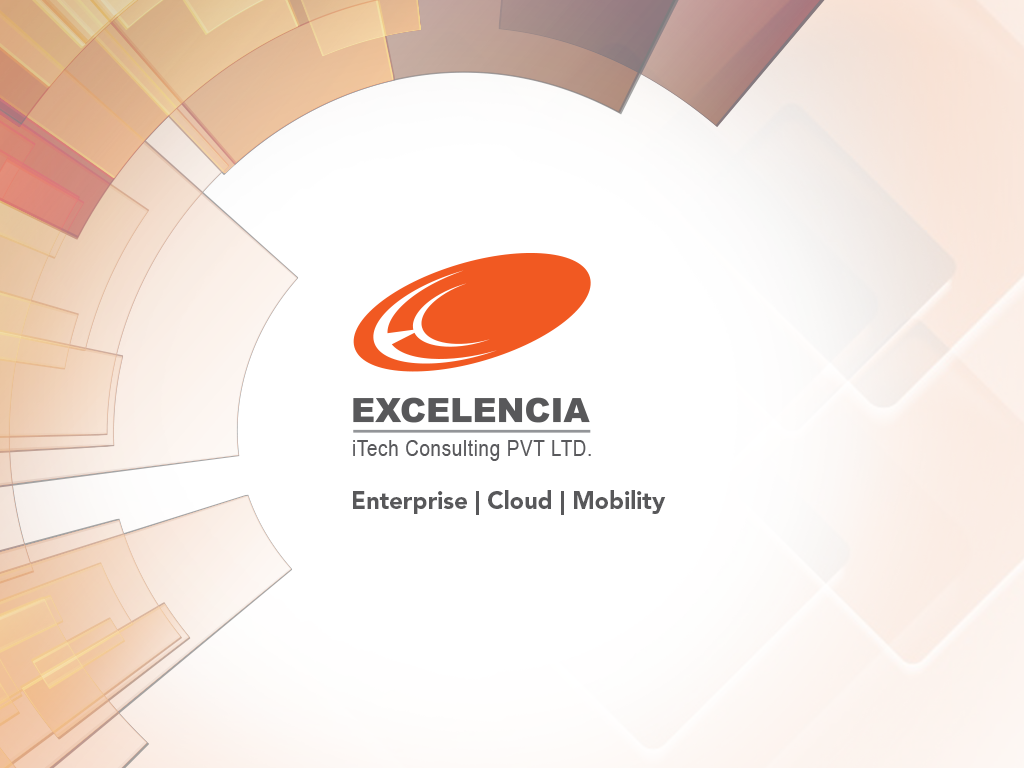 EXCELENCIA
iTech Consulting PVT LTD.
Enterprise | Cloud | Mobility